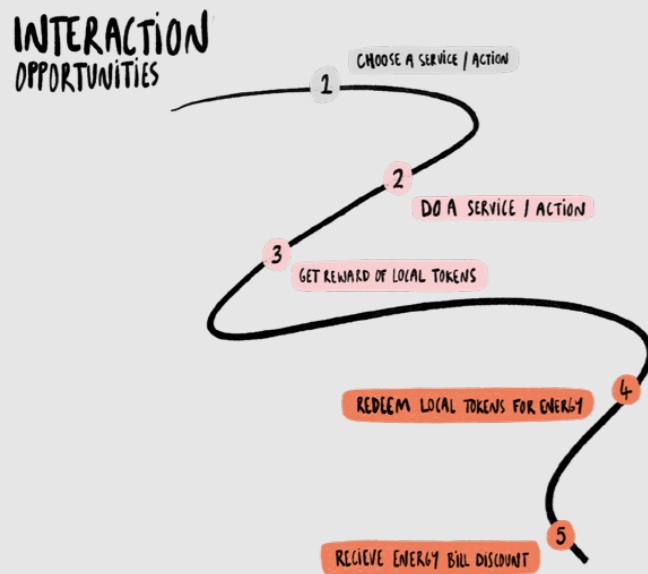 INTERACTION
OPPORTUNITIES
1
CHOOSE A SERVICE / ACTION
2
DO A SERVICE / ACTION
3
GET REWARD OF LOCAL TOKENS
4
REDEEM LOCAL TOKENS FOR ENERGY
5
RECIEVE ENERGY BILL DISCOUNT